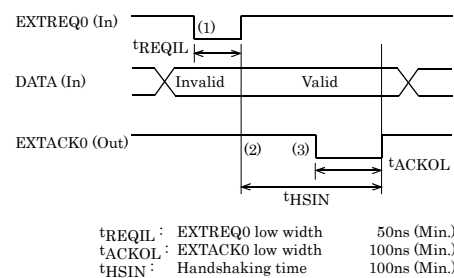 EXTREQ0 (In)
(1)
tREQIL
DATA (In)
Invalid
Valid
EXTACK0 (Out)
(2)
(3)
tACKOL
tHSIN
tREQIL : EXTREQ0 low width 50ns (Min.)
tACKOL : EXTACK0 low width 100ns (Min.)
tHSIN : Handshaking time 100ns (Min.)